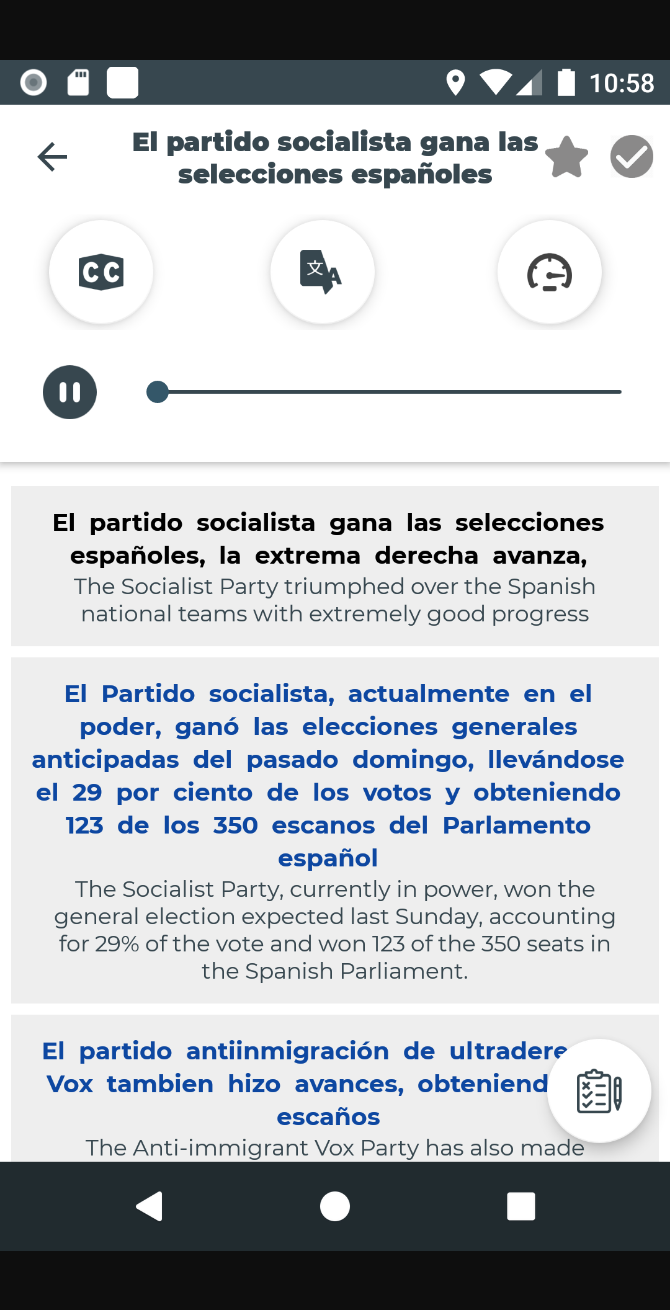 10:58
El partido socialista gana las
selecciones españoles
CC
文A
El partido socialista gana las selecciones
españoles, la extrema derecha avanza,
The Socialist Party triumphed over the Spanish
national teams with extremely good progress
El Partido socialista, actualmente en el
poder, ganó las elecciones generales
anticipadas del pasado domingo, llevándose
el 29 por ciento de los votos y obteniendo
123 de los 350 escanos del Parlamento
español
The Socialist Party, currently in power, won the
general election expected last Sunday, accounting
for 29% of the vote and won 123 of the 350 seats in
the Spanish Parliament.
El partido antiinmigración de
Vox tambien hizo avances,
escaños
The Anti-immigrant Vox Party has also made